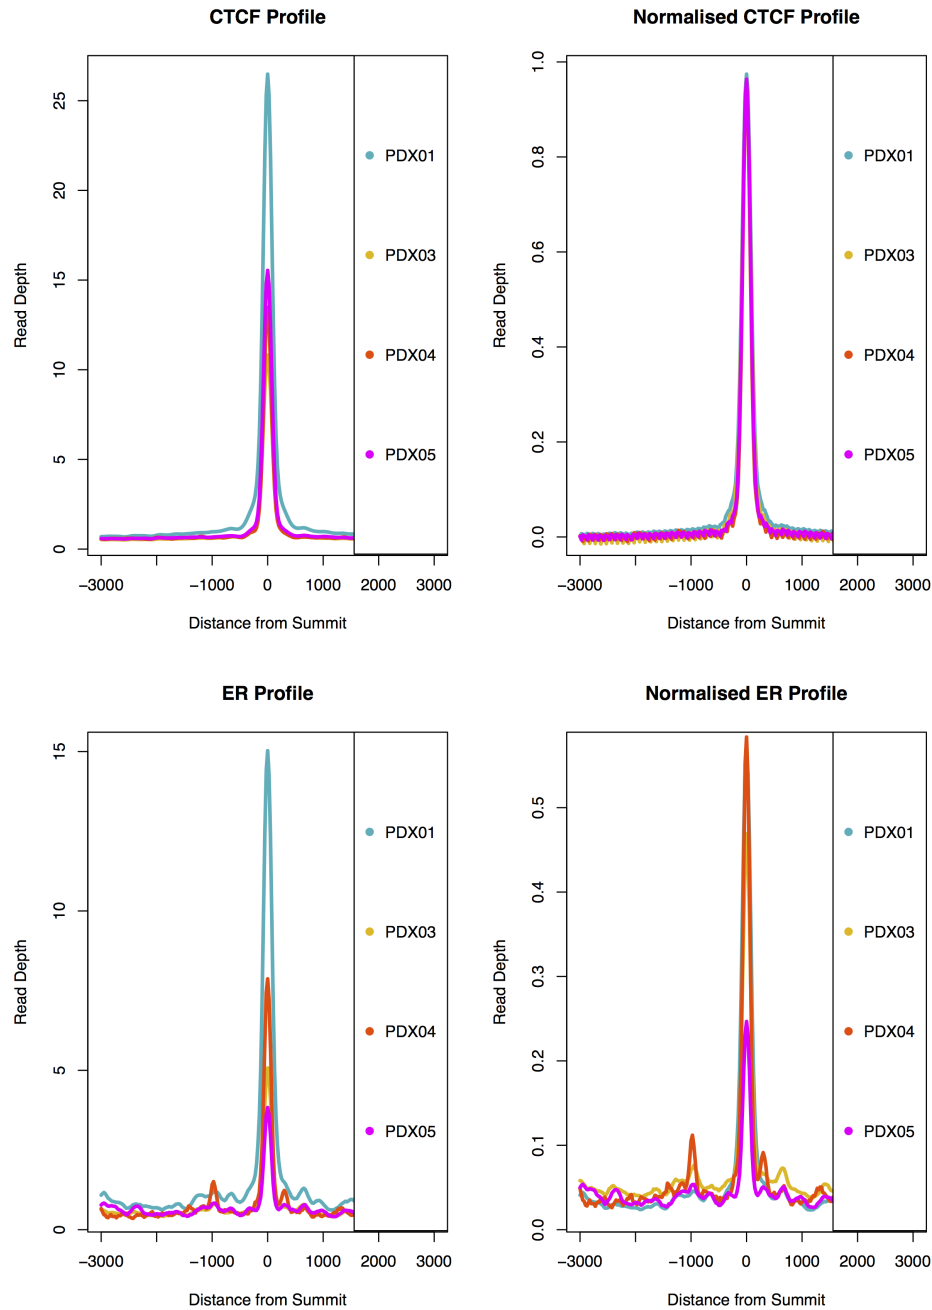 CTCF Profile
Read Depth
0 5 10 15 20 25
PDX01
PDX03
PDX04
PDX05
−3000 −1000 0 1000 2000 3000
Distance from Summit
Normalised CTCF Profile
Read Depth
0.0 0.2 0.4 0.6 0.8 1.0
PDX01
PDX03
PDX04
PDX05
−3000 −1000 0 1000 2000 3000
Distance from Summit
ER Profile
Read Depth
0 5 10 15
PDX01
PDX03
PDX04
PDX05
−3000 −1000 0 1000 2000 3000
Distance from Summit
Normalised ER Profile
Read Depth
0.0 0.1 0.2 0.3 0.4 0.5
PDX01
PDX03
PDX04
PDX05
−3000 −1000 0 1000 2000 3000
Distance from Summit